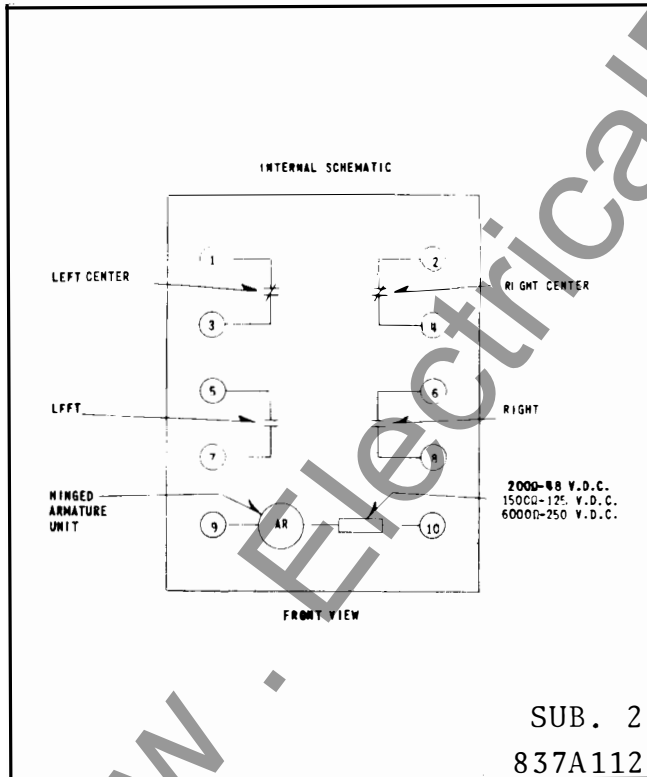 INTERNAL SCHEMATIC
1
2
LEFT CENTER
RIGHT CENTER
3
4
5
6
LEFT
RIGHT
7
8
HINGED
ARMATURE
UNIT
9
AR
10
200Ω-48 V.D.C.
1500Ω-125. V.D.C.
6000Ω-250 V.D.C.
FRONT VIEW
SUB. 2
837A112
w . Electrical